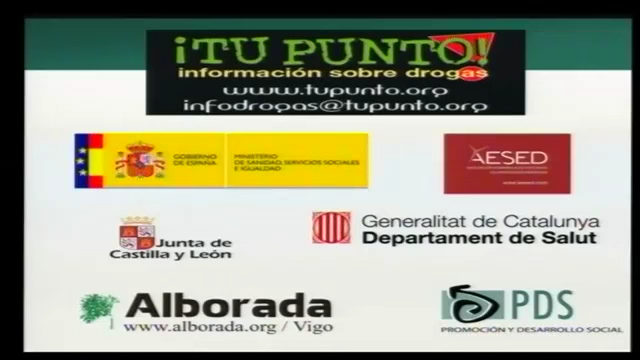 ¡TU PUNTO!
información sobre drogas
www.tupunto.org
infodrogas@tupunto.org
GOBIERNO
DE ESPAÑA
MINISTERIO
DE SANIDAD, SERVICIOS SOCIALES
E IGUALDAD
AESED
Junta de
Castilla y León
Generalitat de Catalunya
Departament de Salut
Alborada
www.alborada.org / Vigo
PDS
PROMOCIÓN Y DESARROLLO SOCIAL